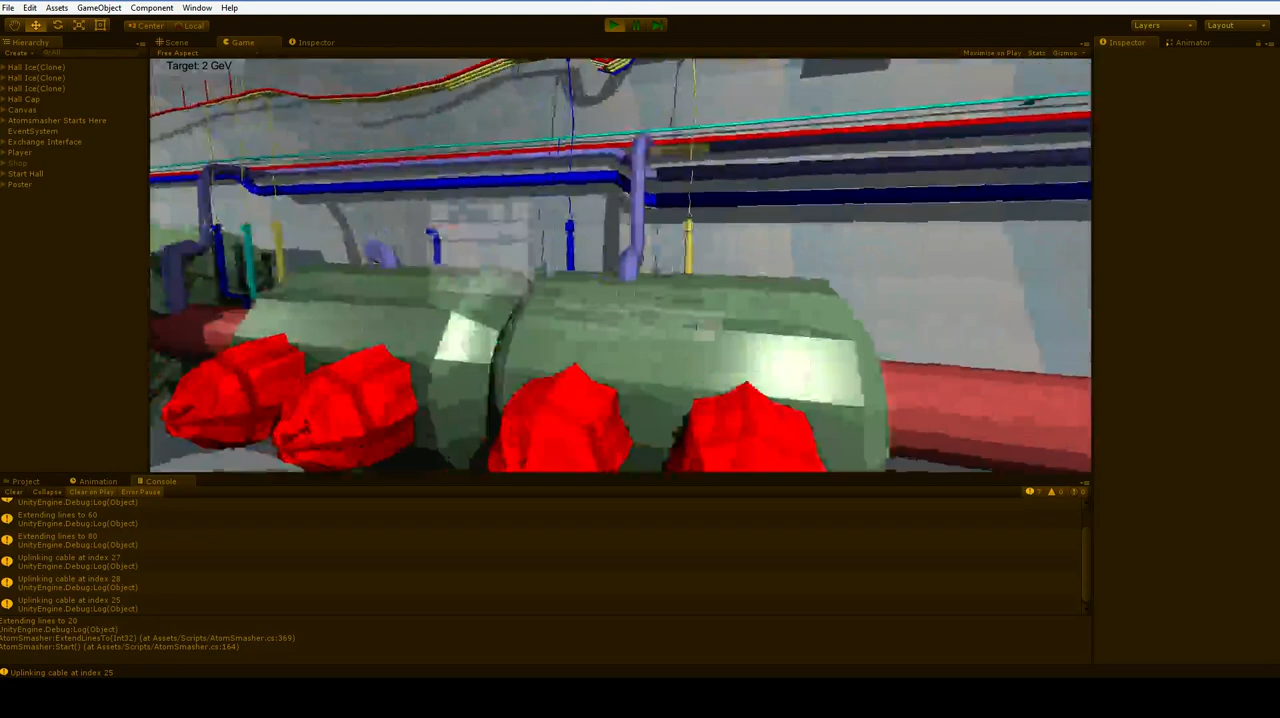 File Edit Assets GameObject Component Window Help
Center Local Layers Layout
Hierarchy Scene Game Inspector Inspector Animator
Create All Free Aspect Maximise on Play Stats Gizmos
Target: 2 GeV
Hall Ice(Clone)
Hall Ice(Clone)
Hall Ice(Clone)
Hall Cap
Canvas
Atomsmasher Starts Here
EventSystem
Exchange Interface
Player
Shop
Start Hall
Poster
Project Animation Console
Clear Collapse Clear on Play Error Pause 7 0 0
UnityEngine.Debug:Log(Object)
Extending lines to 60
UnityEngine.Debug:Log(Object)
Extending lines to 80
UnityEngine.Debug:Log(Object)
Uplinking cable at index 27
UnityEngine.Debug:Log(Object)
Uplinking cable at index 28
UnityEngine.Debug:Log(Object)
Uplinking cable at index 25
UnityEngine.Debug:Log(Object)
Extending lines to 20
UnityEngine.Debug:Log(Object)
AtomSmasher:ExtendLinesTo(Int32) (at Assets/Scripts/AtomSmasher.cs:369)
AtomSmasher:Start() (at Assets/Scripts/AtomSmasher.cs:164)
Uplinking cable at index 25